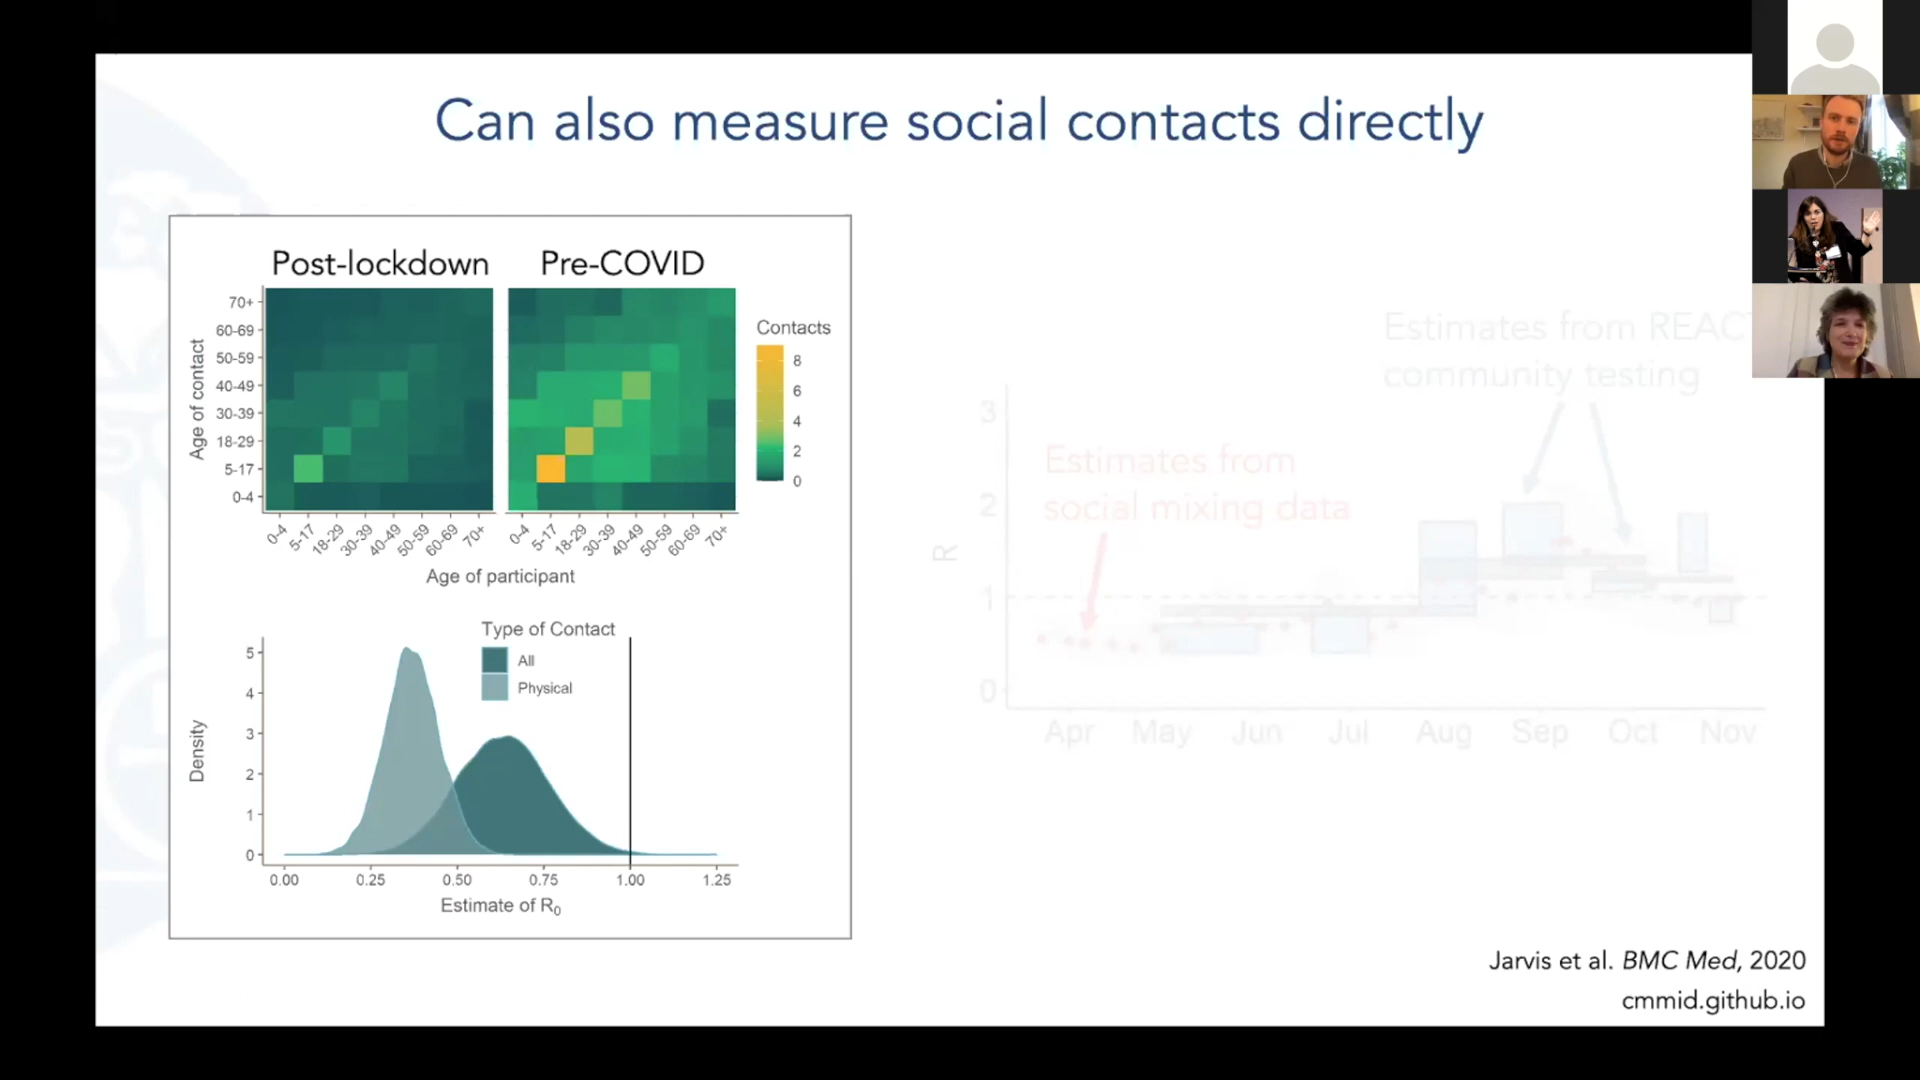 Can also measure social contacts directly
Post-lockdown
Pre-COVID
Age of contact
70+
60-69
50-59
40-49
30-39
18-29
5-17
0-4
0-4
5-17
18-29
30-39
40-49
50-59
60-69
70+
0-4
5-17
18-29
30-39
40-49
50-59
60-69
70+
Age of participant
Contacts
8
6
4
2
0
Type of Contact
All
Physical
Density
5
4
3
2
1
0
0.00
0.25
0.50
0.75
1.00
1.25
Estimate of R0
Estimates from REAC
community testing
Estimates from
social mixing data
R
3
2
1
0
Apr
May
Jun
Jul
Aug
Sep
Oct
Nov
Jarvis et al. BMC Med, 2020
cmmid.github.io